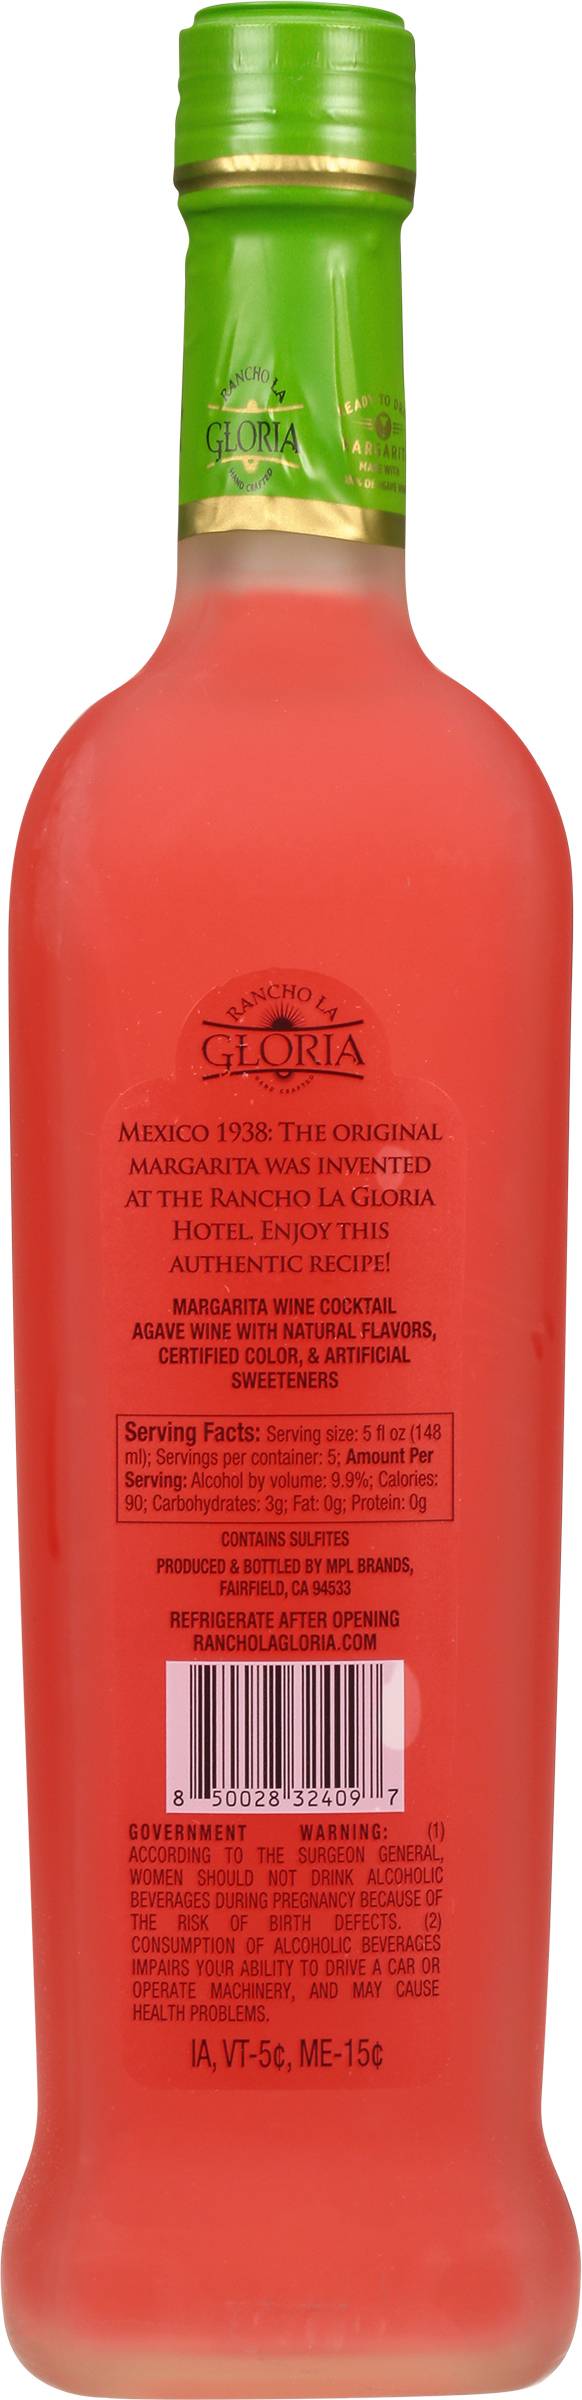 RANCHO LA
GLORIA
HAND CRAFTED
MADE WITH
RANCHO LA
GLORIA
HAND CRAFTED
MEXICO 1938: THE ORIGINAL
MARGARITA WAS INVENTED
AT THE RANCHO LA GLORIA
HOTEL. ENJOY THIS
AUTHENTIC RECIPE!
MARGARITA WINE COCKTAIL
AGAVE WINE WITH NATURAL FLAVORS,
CERTIFIED COLOR, & ARTIFICIAL
SWEETENERS
Serving Facts: Serving size: 5 fl oz (148
ml); Servings per container: 5; Amount Per
Serving: Alcohol by volume: 9.9%; Calories:
90; Carbohydrates: 3g; Fat: 0g; Protein: 0g
CONTAINS SULFITES
PRODUCED & BOTTLED BY MPL BRANDS,
FAIRFIELD, CA 94533
REFRIGERATE AFTER OPENING
RANCHOLAGLORIA.COM
8 50028 32409 7
GOVERNMENT WARNING: (1)
ACCORDING TO THE SURGEON GENERAL,
WOMEN SHOULD NOT DRINK ALCOHOLIC
BEVERAGES DURING PREGNANCY BECAUSE OF
THE RISK OF BIRTH DEFECTS. (2)
CONSUMPTION OF ALCOHOLIC BEVERAGES
IMPAIRS YOUR ABILITY TO DRIVE A CAR OR
OPERATE MACHINERY, AND MAY CAUSE
HEALTH PROBLEMS.
IA, VT-5¢, ME-15¢